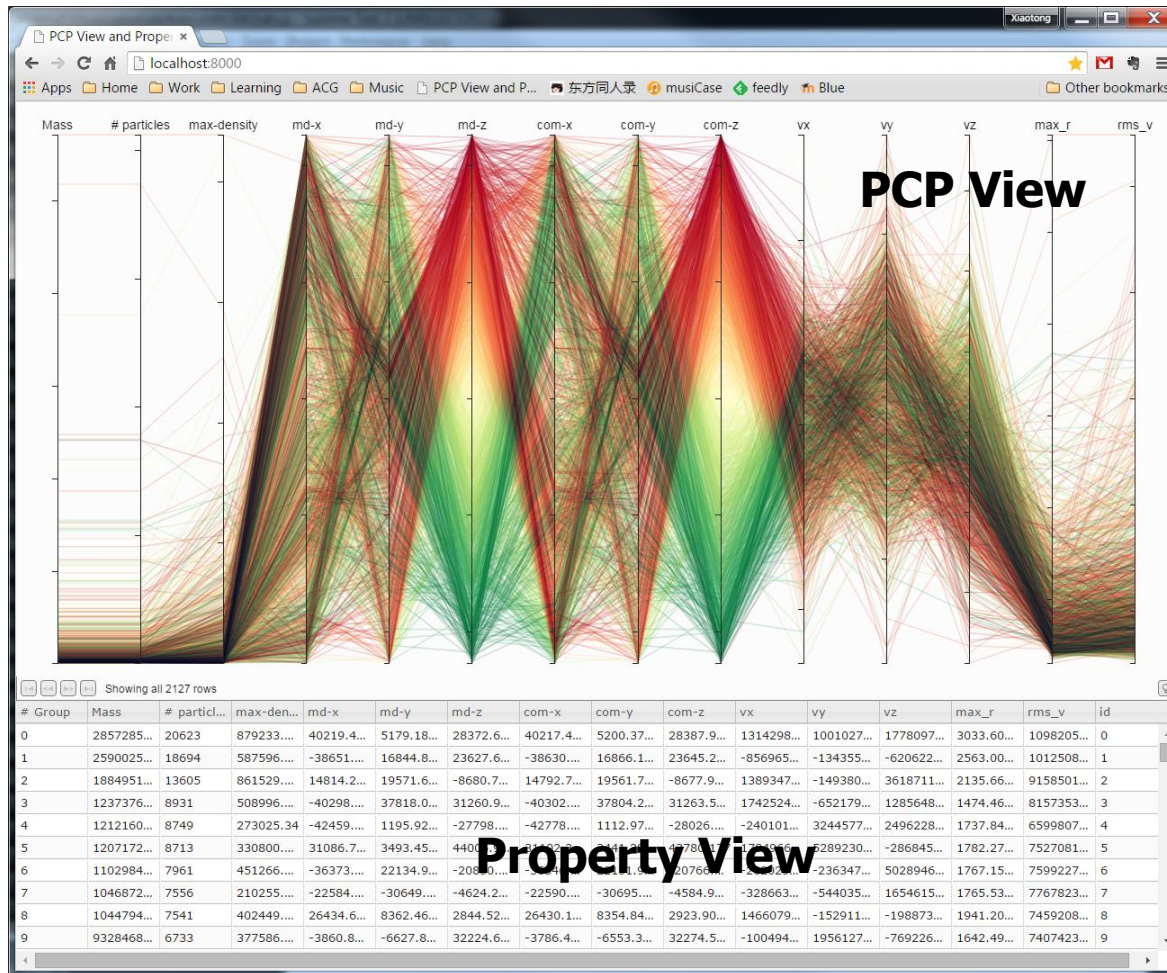 Xiaotong
PCP View and Proper
localhost:8000
Apps Home Work Learning ACG Music PCP View and P... 东方同人录 musiCase feedly Blue Other bookmarks
Mass # particles max-density md-x md-y md-z com-x com-y com-z vx vy vz max_r rms_v
PCP View
Showing all 2127 rows
# Group Mass # particl... max-den... md-x md-y md-z com-x com-y com-z vx vy vz max_r rms_v id
0 2857285... 20623 879233.... 40219.4... 5179.18... 28372.6... 40217.4... 5200.37... 28387.9... 1314298... 1001027... 1778097... 3033.60... 1098205... 0
1 2590025... 18694 587596.... -38651.... 16844.8... 23627.6... -38630.... 16866.1... 23645.2... -856965... -134355... -620622... 2563.00... 1012508... 1
2 1884951... 13605 861529.... 14814.2... 19571.6... -8680.7... 14792.7... 19561.7... -8677.9... 1389347... -149380... 3618711... 2135.66... 9158501... 2
3 1237376... 8931 508996.... -40298.... 37818.0... 31260.9... -40302.... 37804.2... 31263.5... 1742524... -652179... 1285648... 1474.46... 8157353... 3
4 1212160... 8749 273025.34 -42459.... 1195.92... -27798.... -42778.... 1112.97... -28026.... -240101... 3244577... 2496228... 1737.84... 6599807... 4
5 1207172... 8713 330800.... 31086.7... 3493.45... 5289230... -286845... 1782.27... 7527081... 5
6 1102984... 7961 451266.... -36373.... 22134.9... -236347... 5028946... 1767.15... 7599227... 6
Property View
7 1046872... 7556 210255.... -22584.... -30649.... -4624.2... -22590.... -30695.... -4584.9... -328663... -544035... 1654615... 1765.53... 7767823... 7
8 1044794... 7541 402449.... 26434.6... 8362.46... 2844.52... 26430.1... 8354.84... 2923.90... 1466079... -152911... -198873... 1941.20... 7459208... 8
9 9328468... 6733 377586.... -3860.8... -6627.8... 32224.6... -3786.4... -6553.3... 32274.5... -100494... 1956127... -769226... 1642.49... 7407423... 9